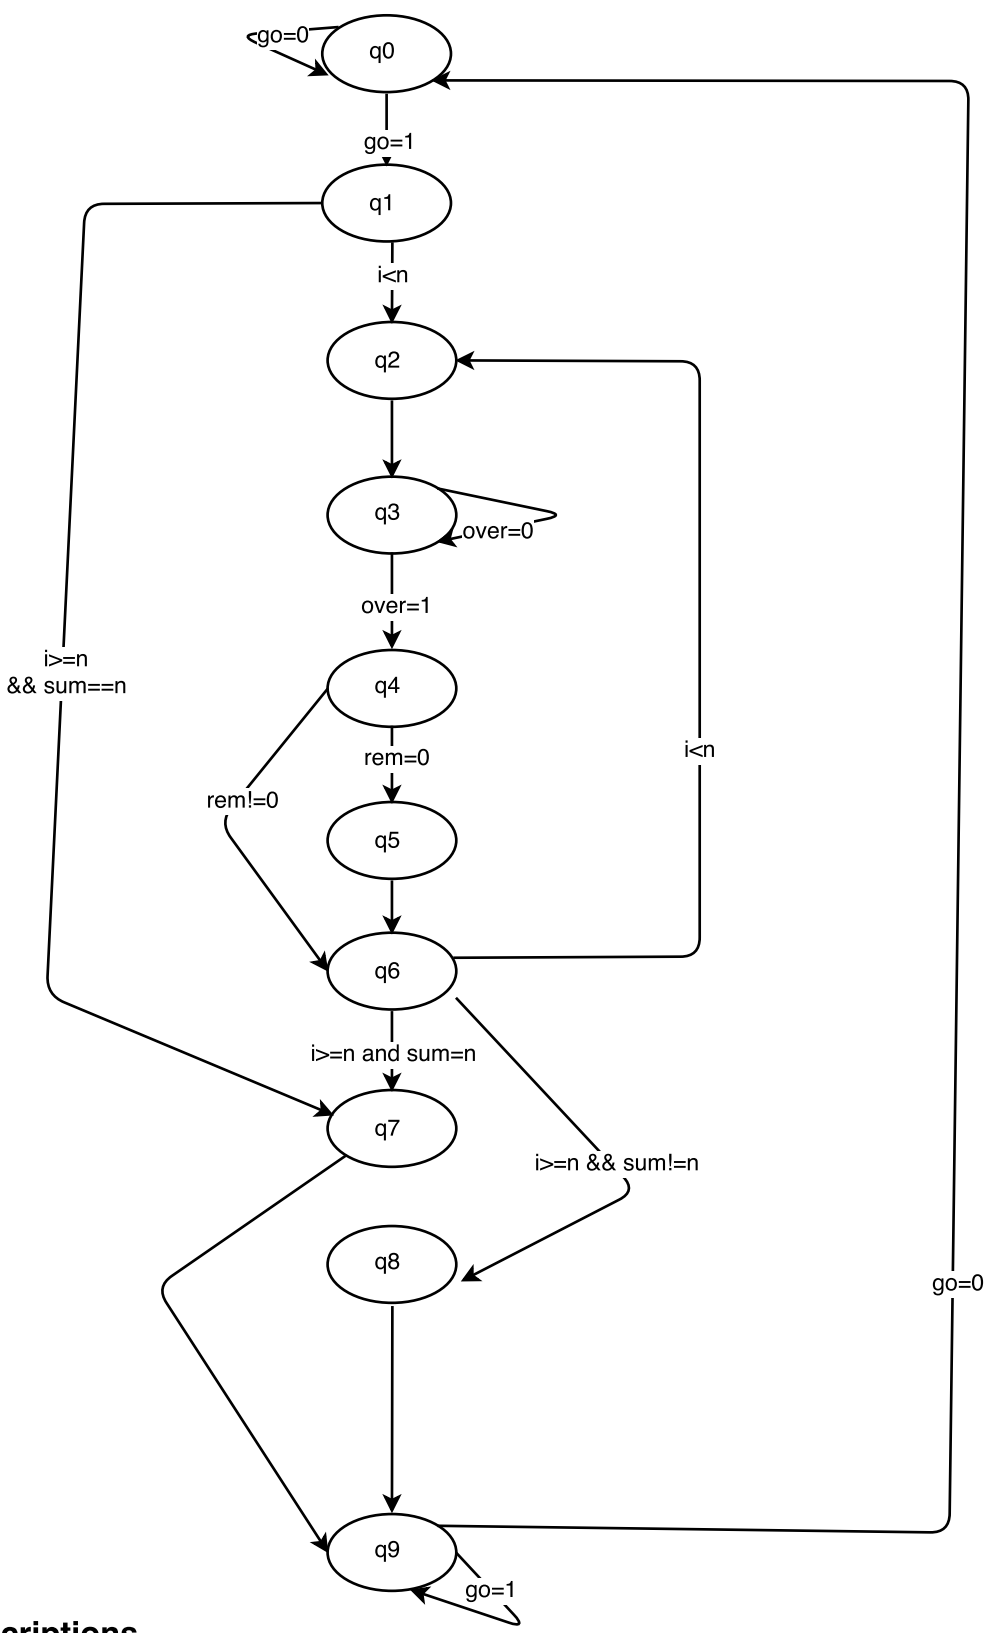 go=0
q0
go=1
q1
i<n
q2
q3
over=0
over=1
i>=n
&& sum==n
q4
i<n
rem=0
rem!=0
q5
q6
i>=n and sum=n
q7
i>=n && sum!=n
q8
go=0
q9
go=1